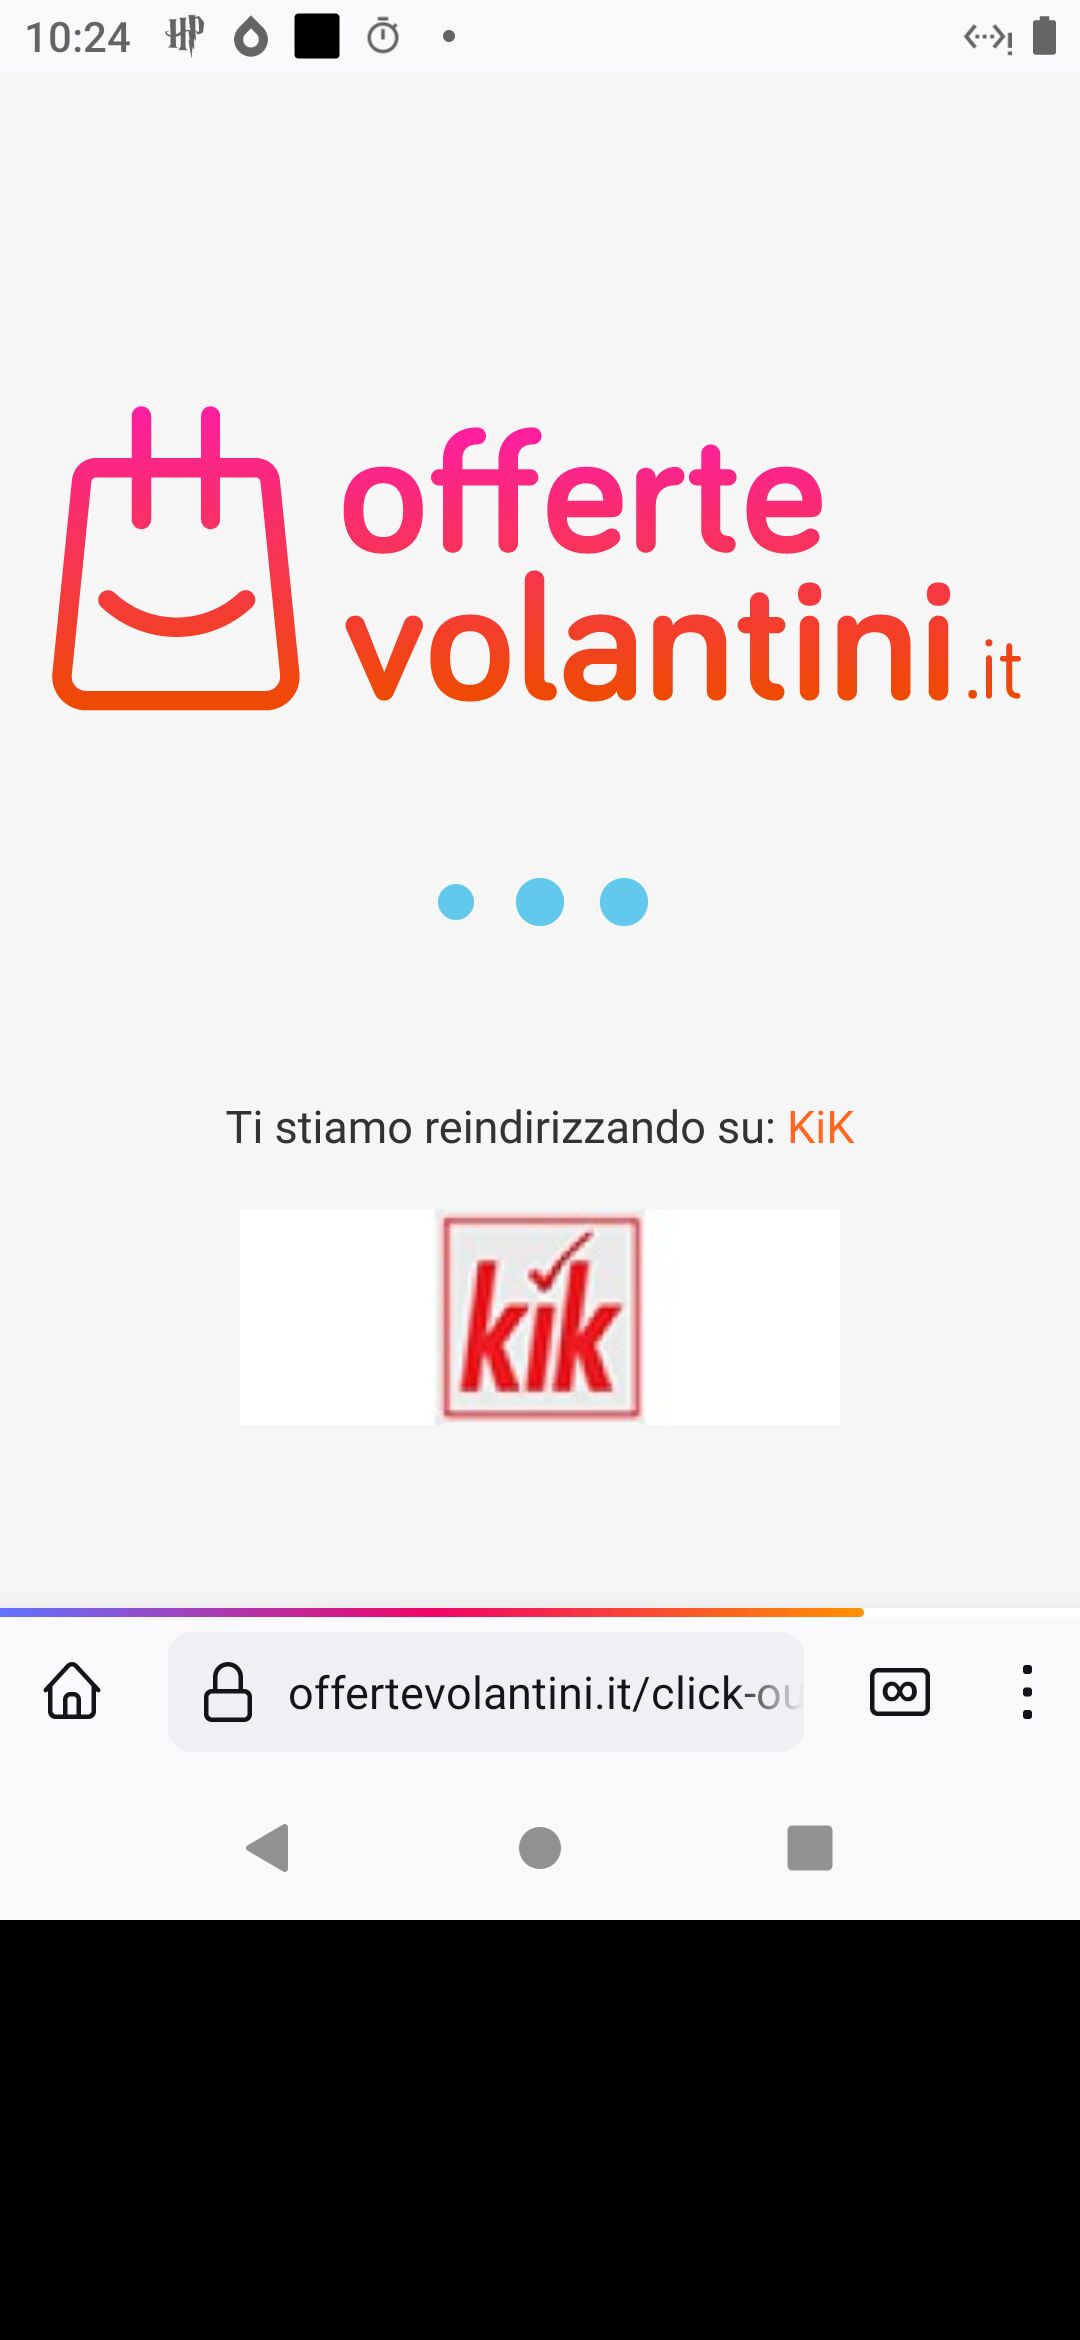 10:24
offerte
volantini.it
Ti stiamo reindirizzando su: KiK
kik
offertevolantini.it/click-ou